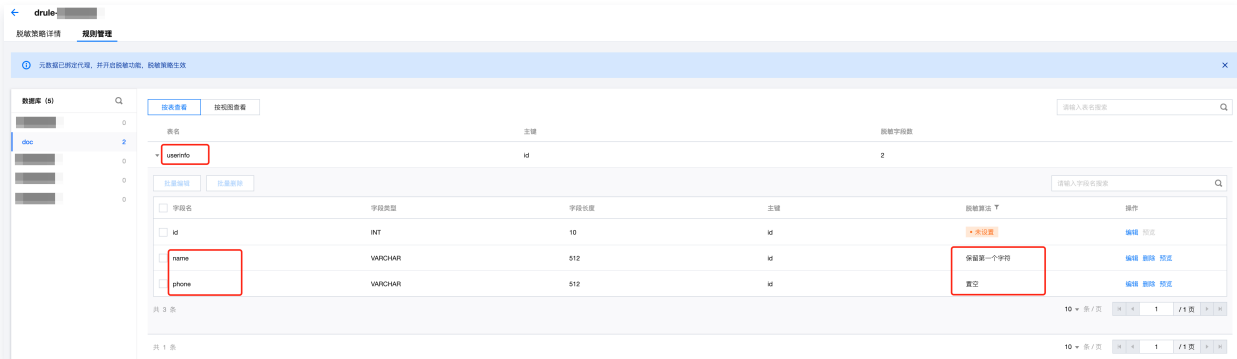 ← drule-
脱敏策略详情 规则管理
元数据已绑定代理，并开启脱敏功能，脱敏策略生效
数据库（5）
0
doc 2
0
0
0
按表查看 按视图查看 请输入表名搜索
表名 主键 脱敏字段数
userinfo id 2
批量编辑 批量删除 请输入字段名搜索
字段名 字段类型 字段长度 主键 脱敏算法 操作
id INT 10 id 未设置 编辑 预览
name VARCHAR 512 id 保留第一个字符 编辑 删除 预览
phone VARCHAR 512 id 置空 编辑 删除 预览
共 3 条 10 条 / 页 1 / 1 页
共 1 条 10 条 / 页 1 / 1 页